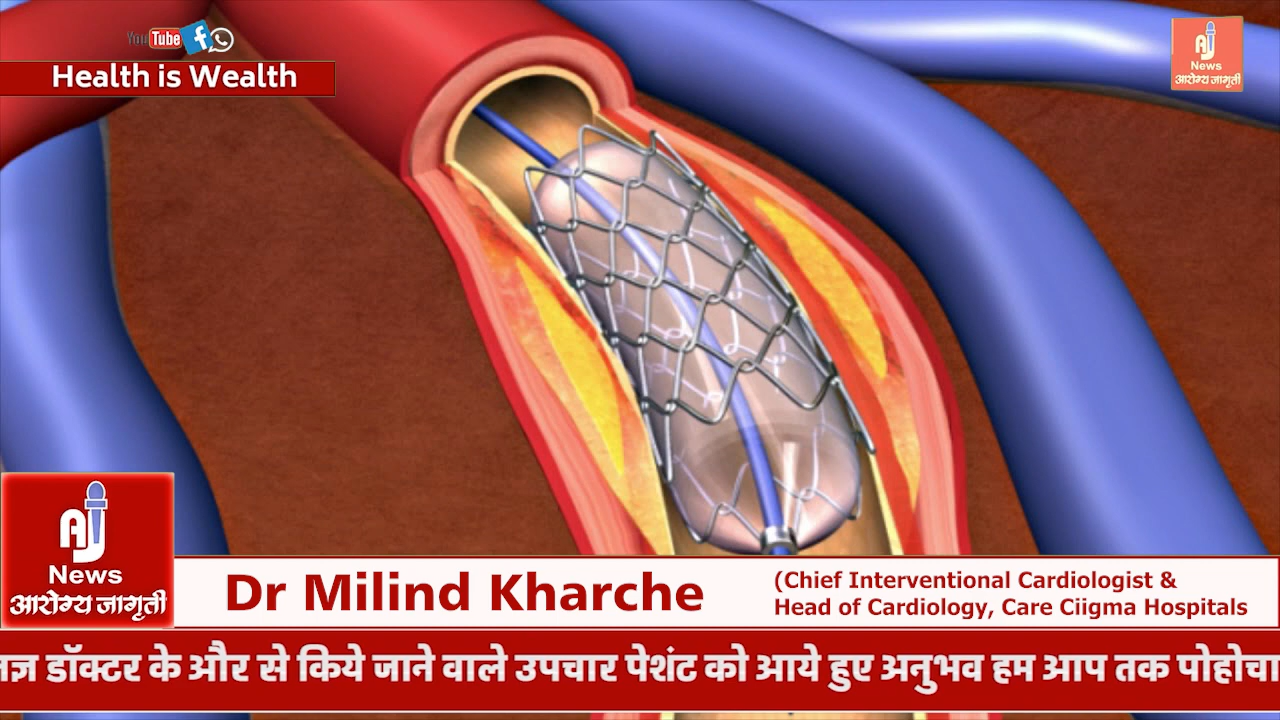 YouTube
Health is Wealth
AJ
News
आरोग्य जागृती
AJ
News
आरोग्य जागृती
Dr Milind Kharche
(Chief Interventional Cardiologist &
Head of Cardiology, Care Ciigma Hospitals
डॉक्टर के और से किये जाने वाले उपचार पेशंट को आये हुए अनुभव हम आप तक पोहोचा